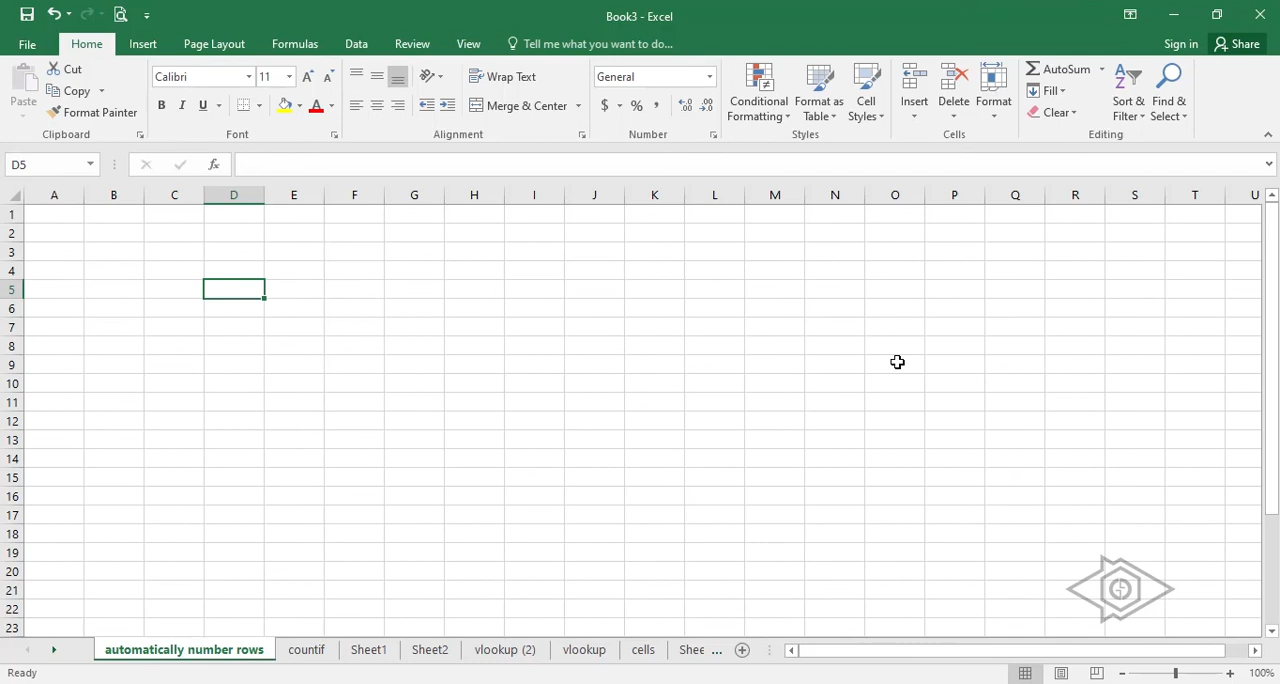 Book3 - Excel
File Home Insert Page Layout Formulas Data Review View Tell me what you want to do... Sign in Share
Paste Cut Copy Format Painter Clipboard
Calibri 11 B I U A Font
Wrap Text Merge & Center Alignment
General $ % , Number
Conditional Formatting Format as Table Cell Styles Styles
Insert Delete Format Cells
AutoSum Fill Clear Sort & Filter Find & Select Editing
D5 fx
A B C D E F G H I J K L M N O P Q R S T U
1
2
3
4
5
6
7
8
9
10
11
12
13
14
15
16
17
18
19
20
21
22
23
automatically number rows countif Sheet1 Sheet2 vlookup (2) vlookup cells Shee ...
Ready 100%